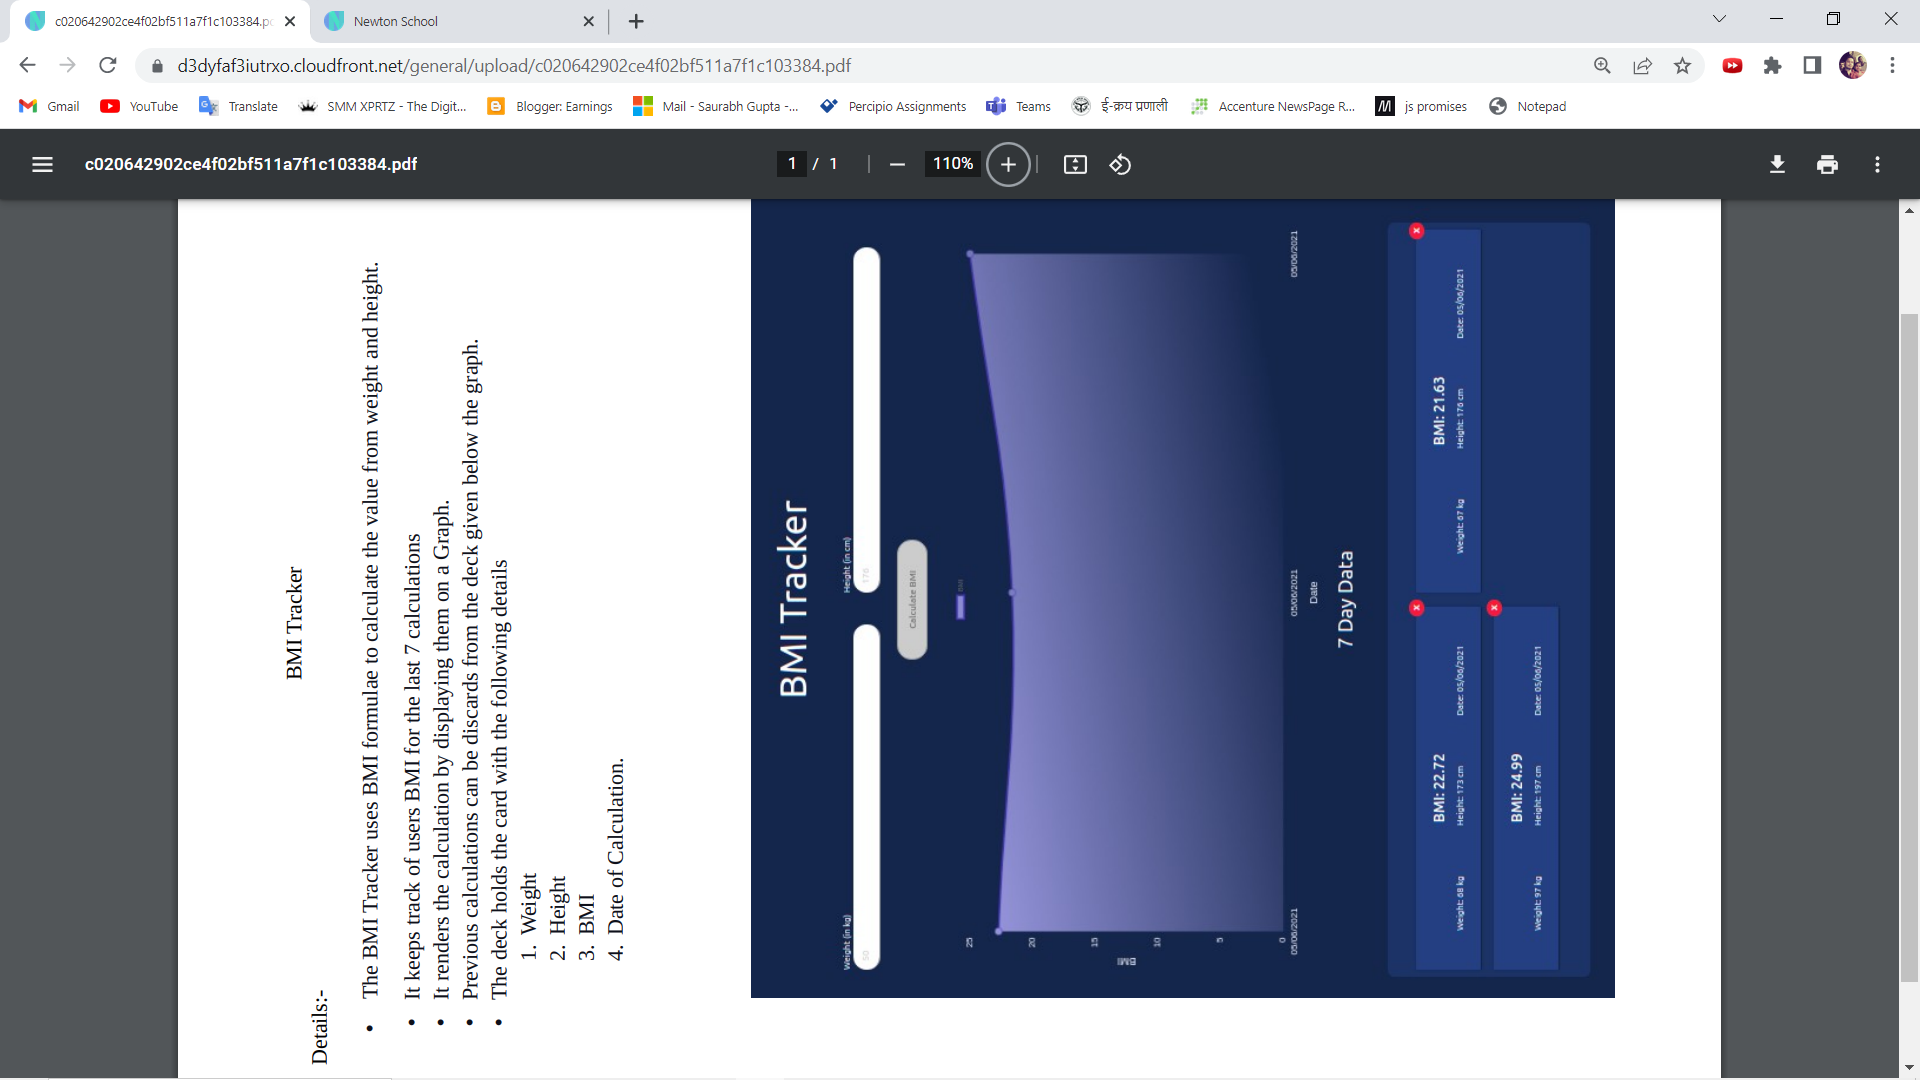 c020642902ce4f02bf511a7f1c103384.pd
Newton School
d3dyfaf3iutrxo.cloudfront.net/general/upload/c020642902ce4f02bf511a7f1c103384.pdf
Gmail
YouTube
Translate
SMM XPRTZ - The Digit...
Blogger: Earnings
Mail - Saurabh Gupta -...
Percipio Assignments
Teams
ई-क्रय प्रणाली
Accenture NewsPage R...
js promises
Notepad
c020642902ce4f02bf511a7f1c103384.pdf
1 / 1
110%
BMI Tracker
Details:-
• The BMI Tracker uses BMI formulae to calculate the value from weight and height.
• It keeps track of users BMI for the last 7 calculations
• It renders the calculation by displaying them on a Graph.
• Previous calculations can be discards from the deck given below the graph.
• The deck holds the card with the following details
1. Weight
2. Height
3. BMI
4. Date of Calculation.
BMI Tracker
Weight (in kg)
Height (in cm)
50
176
Calculate BMI
BMI
25
20
15
10
5
0
BMI
05/06/2021
05/06/2021
05/06/2021
Date
7 Day Data
BMI: 22.72
Weight: 68 kg
Height: 173 cm
Date: 05/06/2021
BMI: 21.63
Weight: 67 kg
Height: 176 cm
Date: 05/06/2021
BMI: 24.99
Weight: 97 kg
Height: 197 cm
Date: 05/06/2021